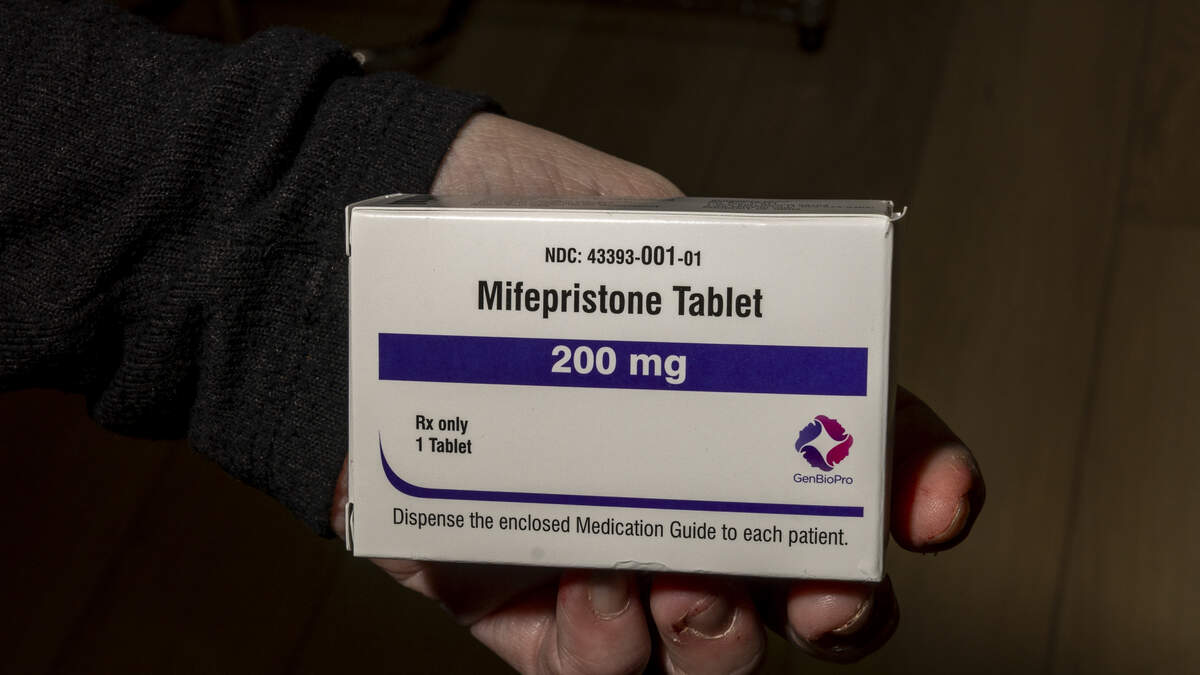 NDC: 43393-001-01
Mifepristone Tablet
200 mg
Rx only
1 Tablet
GenBioPro
Dispense the enclosed Medication Guide to each patient.